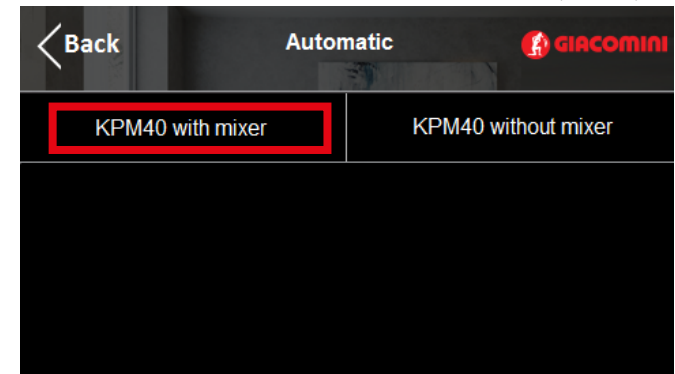 Back
Automatic
GIACOMINI
KPM40 with mixer
KPM40 without mixer